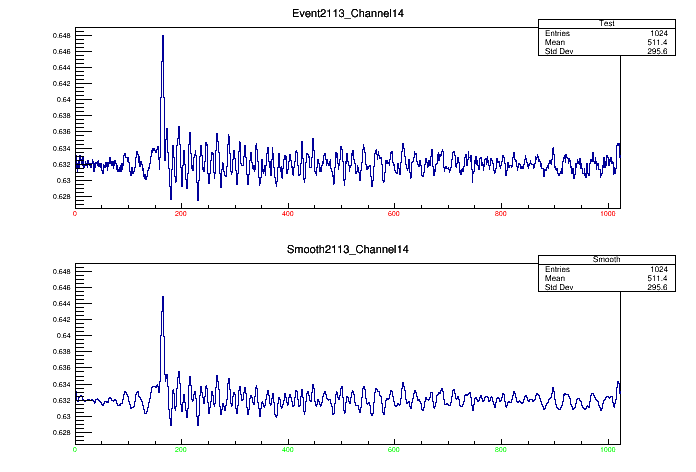 Event2113_Channel14
Test
Entries 1024
Mean 511.4
Std Dev 295.6
0.648
0.646
0.644
0.642
0.64
0.638
0.636
0.634
0.632
0.63
0.628
0 200 400 600 800 1000
Smooth2113_Channel14
Smooth
Entries 1024
Mean 511.4
Std Dev 295.6
0.648
0.646
0.644
0.642
0.64
0.638
0.636
0.634
0.632
0.63
0.628
0 200 400 600 800 1000